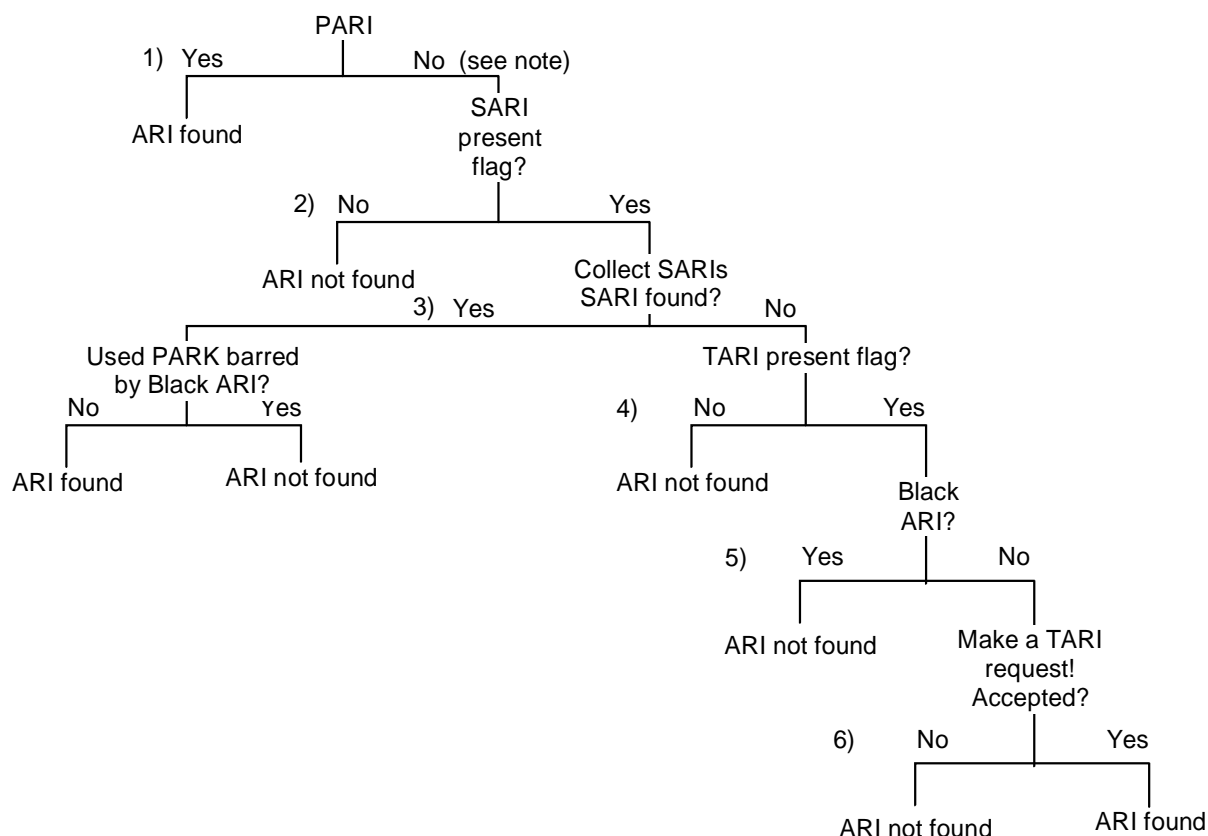 PARI
1) Yes No (see note)
ARI found
SARI
present
flag?
2) No Yes
ARI not found
Collect SARIs
SARI found?
3) Yes No
Used PARK barred
by Black ARI?
TARI present flag?
No Yes
4) No Yes
ARI found
ARI not found
ARI not found
Black
ARI?
5) Yes No
ARI not found
Make a TARI
request!
Accepted?
6) No Yes
ARI not found
ARI found